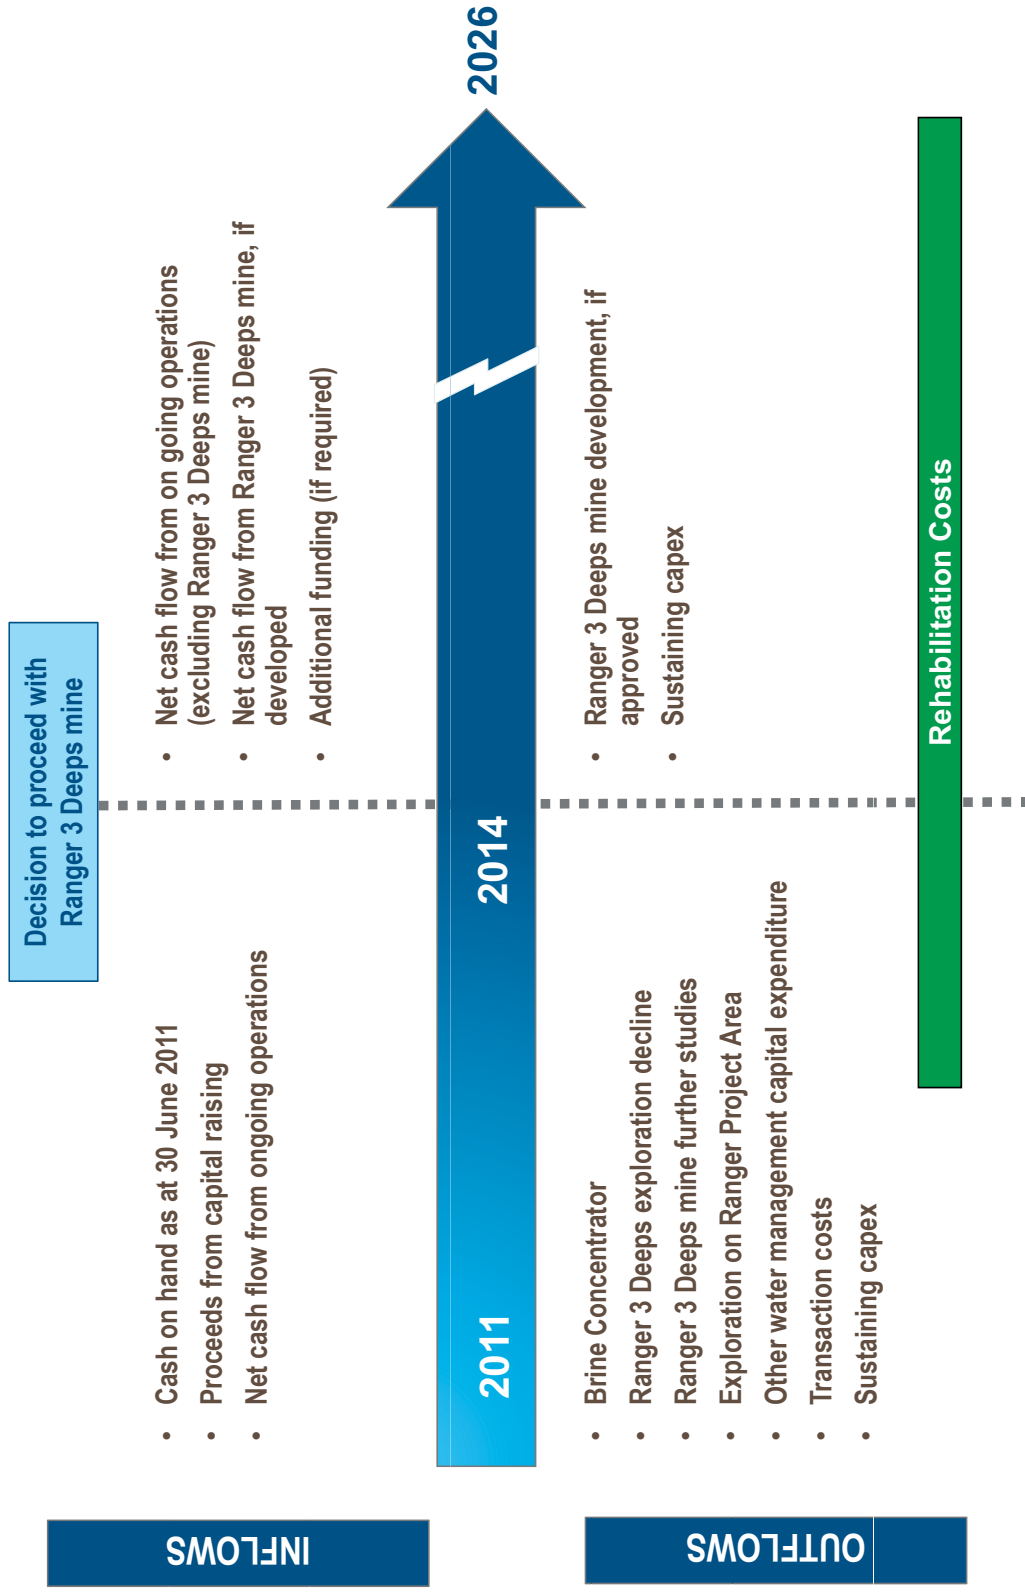 Decision to proceed with
Ranger 3 Deeps mine
INFLOWS
• Cash on hand as at 30 June 2011
• Proceeds from capital raising
• Net cash flow from ongoing operations
• Net cash flow from on going operations
(excluding Ranger 3 Deeps mine)
• Net cash flow from Ranger 3 Deeps mine, if
developed
• Additional funding (if required)
2011
2014
2026
OUTFLOWS
• Brine Concentrator
• Ranger 3 Deeps exploration decline
• Ranger 3 Deeps mine further studies
• Exploration on Ranger Project Area
• Other water management capital expenditure
• Transaction costs
• Sustaining capex
• Ranger 3 Deeps mine development, if
approved
• Sustaining capex
Rehabilitation Costs